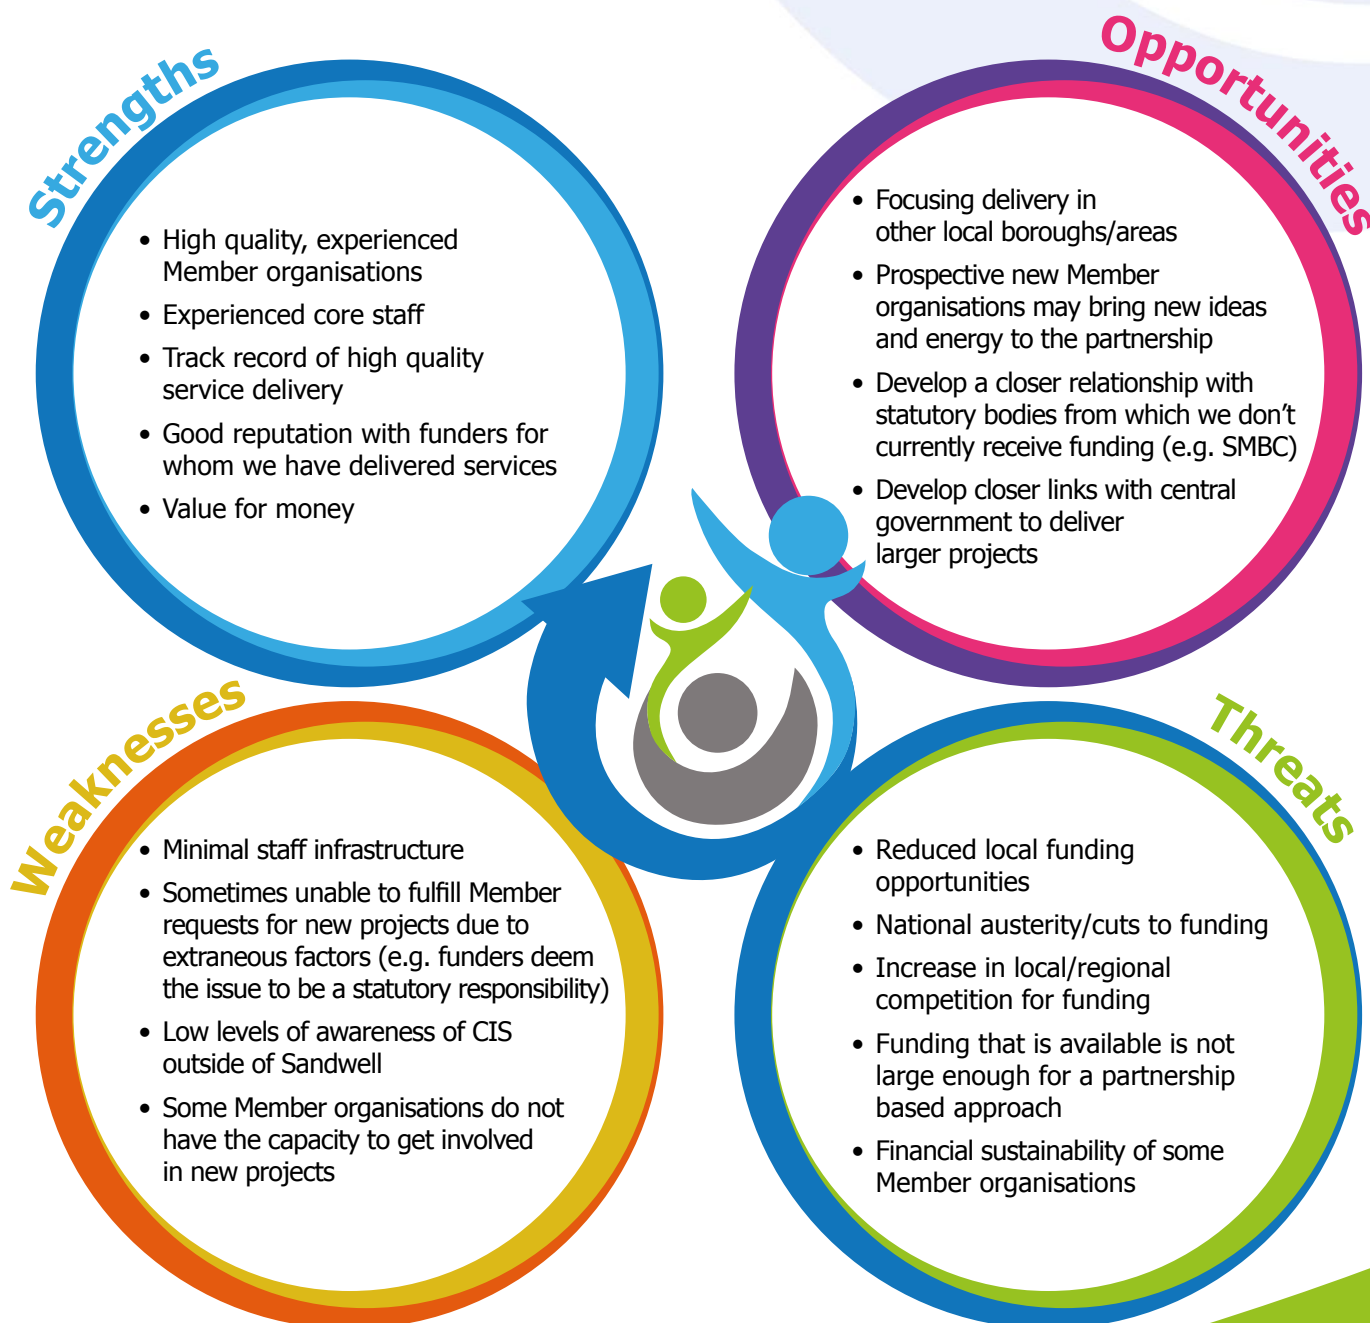 Strengths
• High quality, experienced
Member organisations
• Experienced core staff
• Track record of high quality
service delivery
• Good reputation with funders for
whom we have delivered services
• Value for money
Opportunities
• Focusing delivery in
other local boroughs/areas
• Prospective new Member
organisations may bring new ideas
and energy to the partnership
• Develop a closer relationship with
statutory bodies from which we don’t
currently receive funding (e.g. SMBC)
• Develop closer links with central
government to deliver
larger projects
Weaknesses
• Minimal staff infrastructure
• Sometimes unable to fulfill Member
requests for new projects due to
extraneous factors (e.g. funders deem
the issue to be a statutory responsibility)
• Low levels of awareness of CIS
outside of Sandwell
• Some Member organisations do not
have the capacity to get involved
in new projects
Threats
• Reduced local funding
opportunities
• National austerity/cuts to funding
• Increase in local/regional
competition for funding
• Funding that is available is not
large enough for a partnership
based approach
• Financial sustainability of some
Member organisations